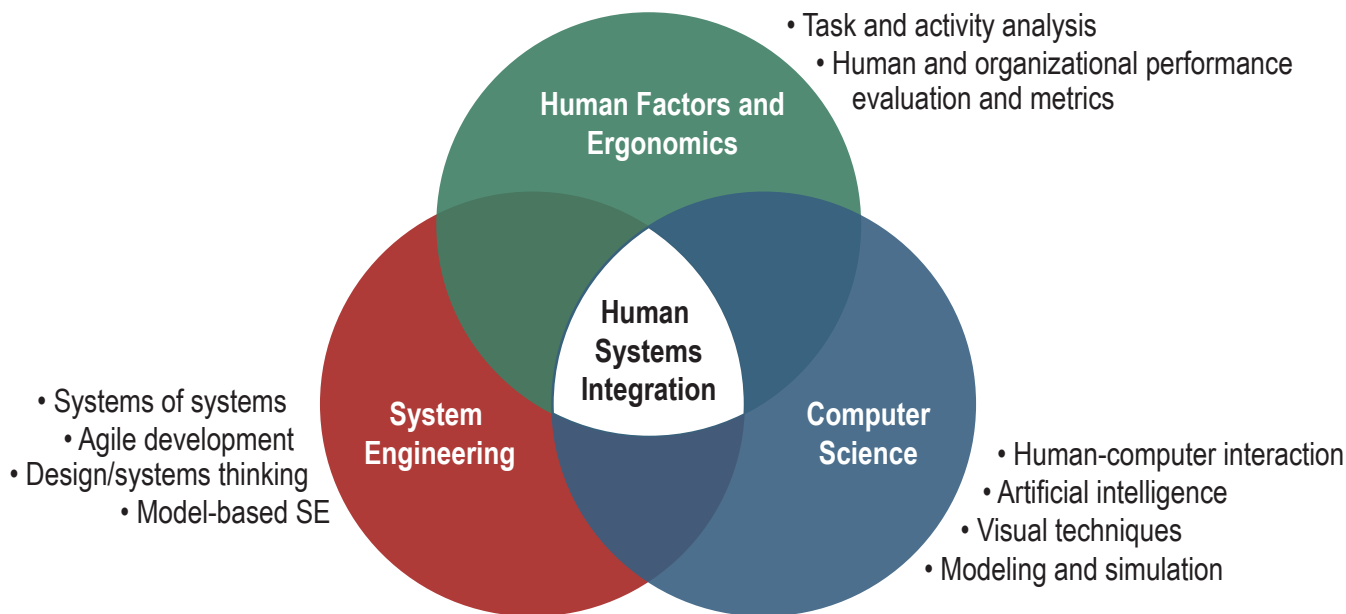 • Task and activity analysis
• Human and organizational performance
evaluation and metrics
Human Factors and
Ergonomics
Human
Systems
Integration
System
Engineering
Computer
Science
• Systems of systems
• Agile development
• Design/systems thinking
• Model-based SE
• Human-computer interaction
• Artificial intelligence
• Visual techniques
• Modeling and simulation